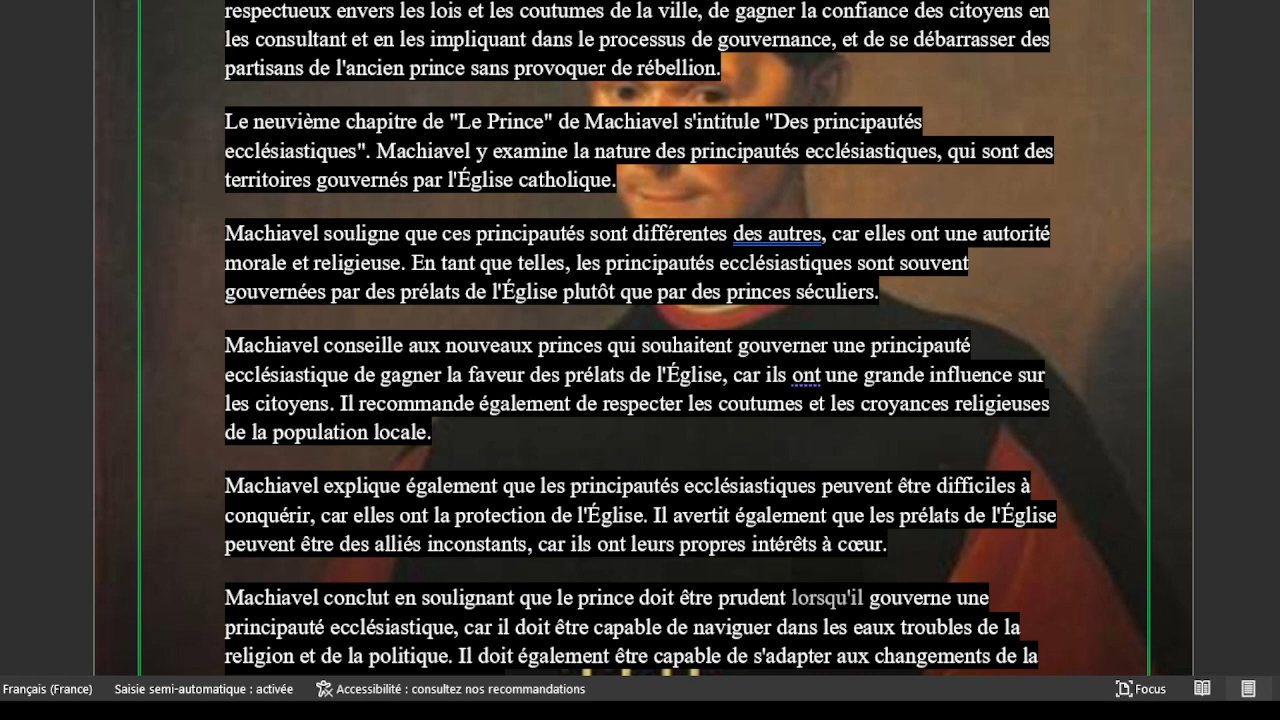 respectueux envers les lois et les coutumes de la ville, de gagner la confiance des citoyens en
les consultant et en les impliquant dans le processus de gouvernance, et de se débarrasser des
partisans de l'ancien prince sans provoquer de rébellion.
Le neuvième chapitre de "Le Prince" de Machiavel s'intitule "Des principautés
ecclésiastiques". Machiavel y examine la nature des principautés ecclésiastiques, qui sont des
territoires gouvernés par l'Église catholique.
Machiavel souligne que ces principautés sont différentes des autres, car elles ont une autorité
morale et religieuse. En tant que telles, les principautés ecclésiastiques sont souvent
gouvernées par des prélats de l'Église plutôt que par des princes séculiers.
Machiavel conseille aux nouveaux princes qui souhaitent gouverner une principauté
ecclésiastique de gagner la faveur des prélats de l'Église, car ils ont une grande influence sur
les citoyens. Il recommande également de respecter les coutumes et les croyances religieuses
de la population locale.
Machiavel explique également que les principautés ecclésiastiques peuvent être difficiles à
conquérir, car elles ont la protection de l'Église. Il avertit également que les prélats de l'Église
peuvent être des alliés inconstants, car ils ont leurs propres intérêts à cœur.
Machiavel conclut en soulignant que le prince doit être prudent lorsqu'il gouverne une
principauté ecclésiastique, car il doit être capable de naviguer dans les eaux troubles de la
religion et de la politique. Il doit également être capable de s'adapter aux changements de la
Français (France) Saisie semi-automatique : activée Accessibilité : consultez nos recommandations Focus